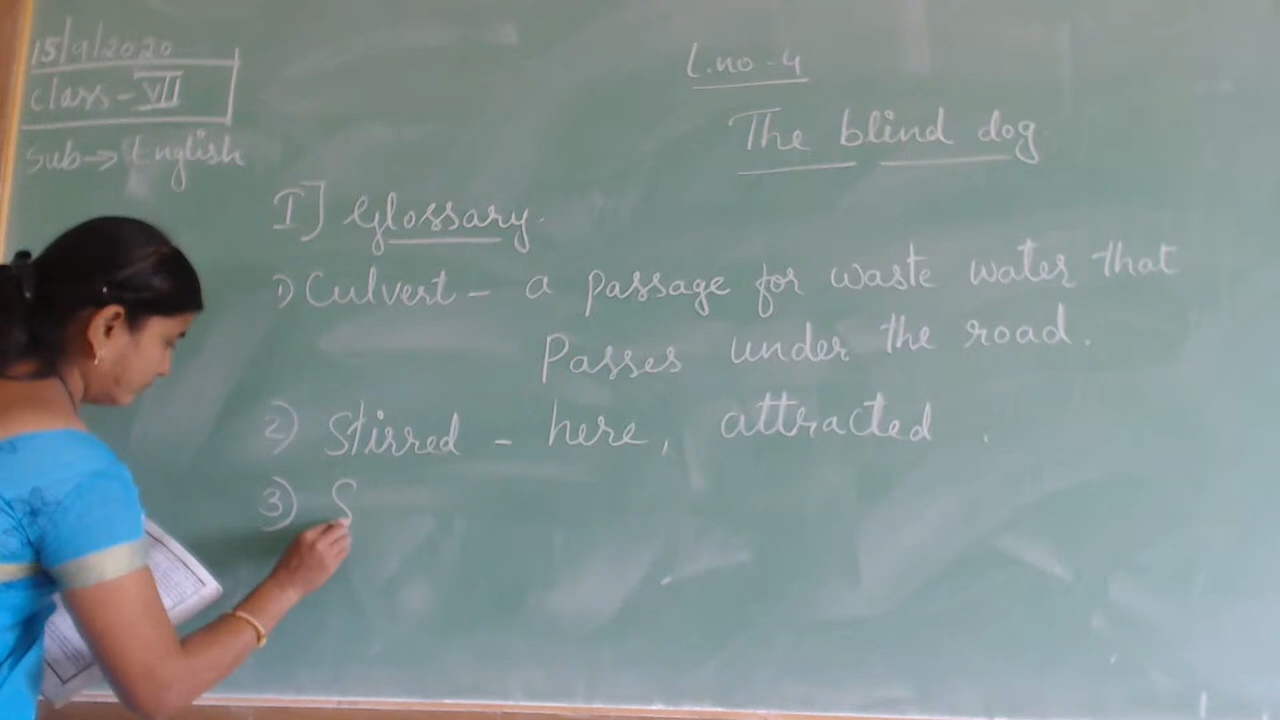 15/9/2020
Class - VII
Sub → English
L.no - 4
The blind dog
I] Glossary.
1) Culvert - a passage for waste water that
Passes under the road.
2) Stirred - here, attracted .
3) S